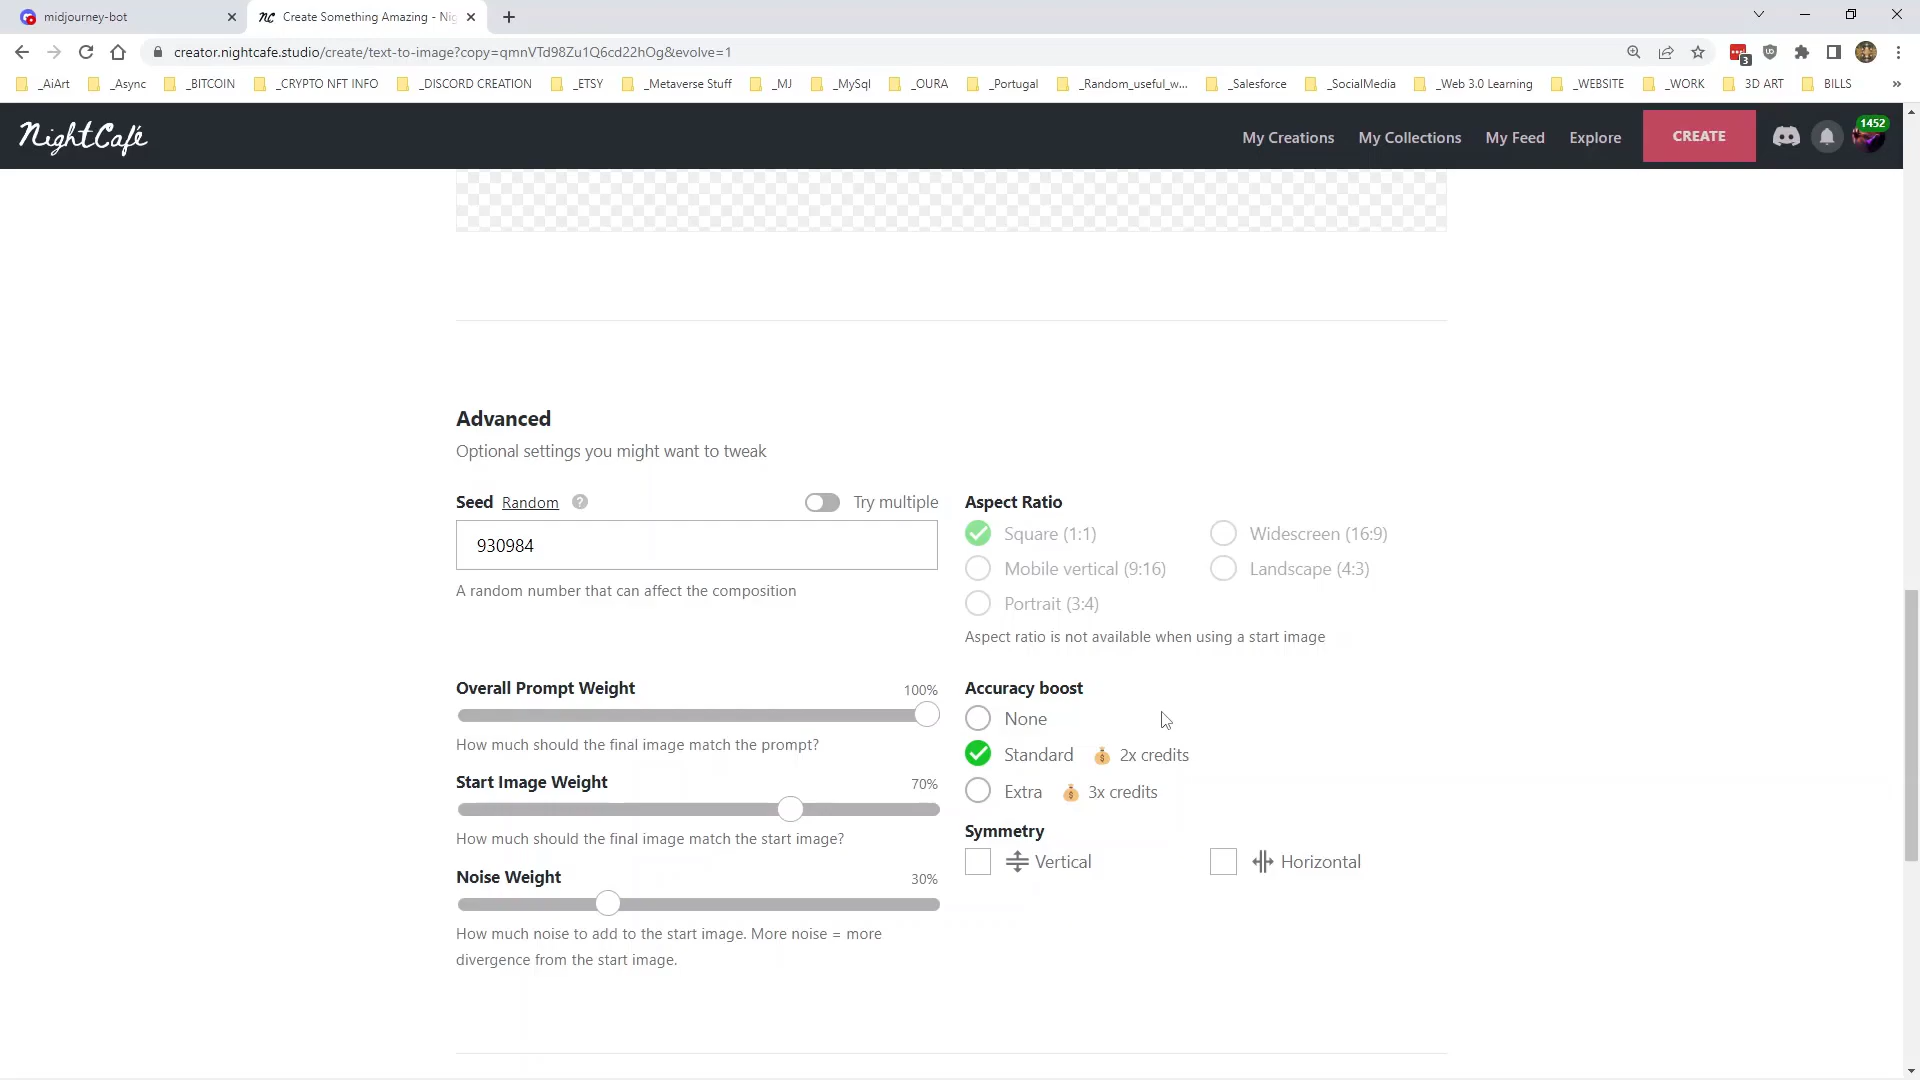 midjourney-bot
Create Something Amazing - Nig
creator.nightcafe.studio/create/text-to-image?copy=qmnVTd98Zu1Q6cd22hOg&evolve=1
3
_AiArt
_Async
_BITCOIN
_CRYPTO NFT INFO
_DISCORD CREATION
_ETSY
_Metaverse Stuff
_MJ
_MySql
_OURA
_Portugal
_Random_useful_w...
_Salesforce
_SocialMedia
_Web 3.0 Learning
_WEBSITE
_WORK
3D ART
BILLS
»
NightCafé
My Creations
My Collections
My Feed
Explore
CREATE
1452
Advanced
Optional settings you might want to tweak
Seed Random ?
Try multiple
930984
A random number that can affect the composition
Aspect Ratio
Square (1:1)
Widescreen (16:9)
Mobile vertical (9:16)
Landscape (4:3)
Portrait (3:4)
Aspect ratio is not available when using a start image
Overall Prompt Weight
100%
How much should the final image match the prompt?
Start Image Weight
70%
How much should the final image match the start image?
Noise Weight
30%
How much noise to add to the start image. More noise = more
divergence from the start image.
Accuracy boost
None
Standard 2x credits
Extra 3x credits
Symmetry
Vertical
Horizontal